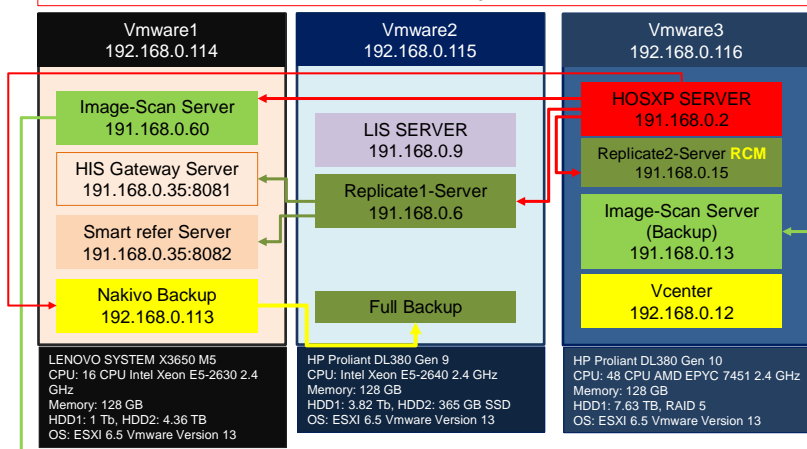 Vmware1
192.168.0.114
Image-Scan Server
191.168.0.60
HIS Gateway Server
191.168.0.35:8081
Smart refer Server
191.168.0.35:8082
Nakivo Backup
192.168.0.113
LENOVO SYSTEM X3650 M5
CPU: 16 CPU Intel Xeon E5-2630 2.4
GHz
Memory: 128 GB
HDD1: 1 Tb, HDD2: 4.36 TB
OS: ESXI 6.5 Vmware Version 13
Vmware2
192.168.0.115
LIS SERVER
191.168.0.9
Replicate1-Server
191.168.0.6
Full Backup
HP Proliant DL380 Gen 9
CPU: Intel Xeon E5-2640 2.4 GHz
Memory: 128 GB
HDD1: 3.82 Tb, HDD2: 365 GB SSD
OS: ESXI 6.5 Vmware Version 13
Vmware3
192.168.0.116
HOSXP SERVER
191.168.0.2
Replicate2-Server RCM
191.168.0.15
Image-Scan Server
(Backup)
191.168.0.13
Vcenter
192.168.0.12
HP Proliant DL380 Gen 10
CPU: 48 CPU AMD EPYC 7451 2.4 GHz
Memory: 128 GB
HDD1: 7.63 TB, RAID 5
OS: ESXI 6.5 Vmware Version 13